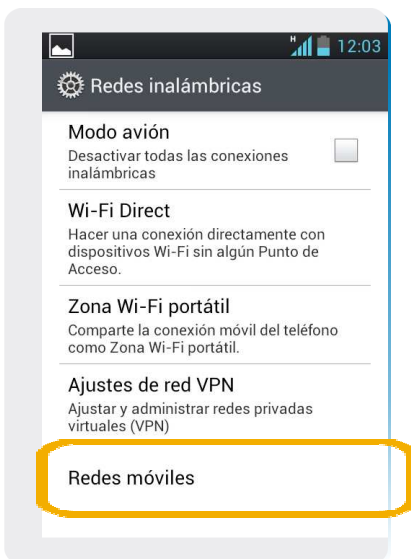 H 12:03
Redes inalámbricas
Modo avión
Desactivar todas las conexiones
inalámbricas
Wi-Fi Direct
Hacer una conexión directamente con
dispositivos Wi-Fi sin algún Punto de
Acceso.
Zona Wi-Fi portátil
Comparte la conexión móvil del teléfono
como Zona Wi-Fi portátil.
Ajustes de red VPN
Ajustar y administrar redes privadas
virtuales (VPN)
Redes móviles